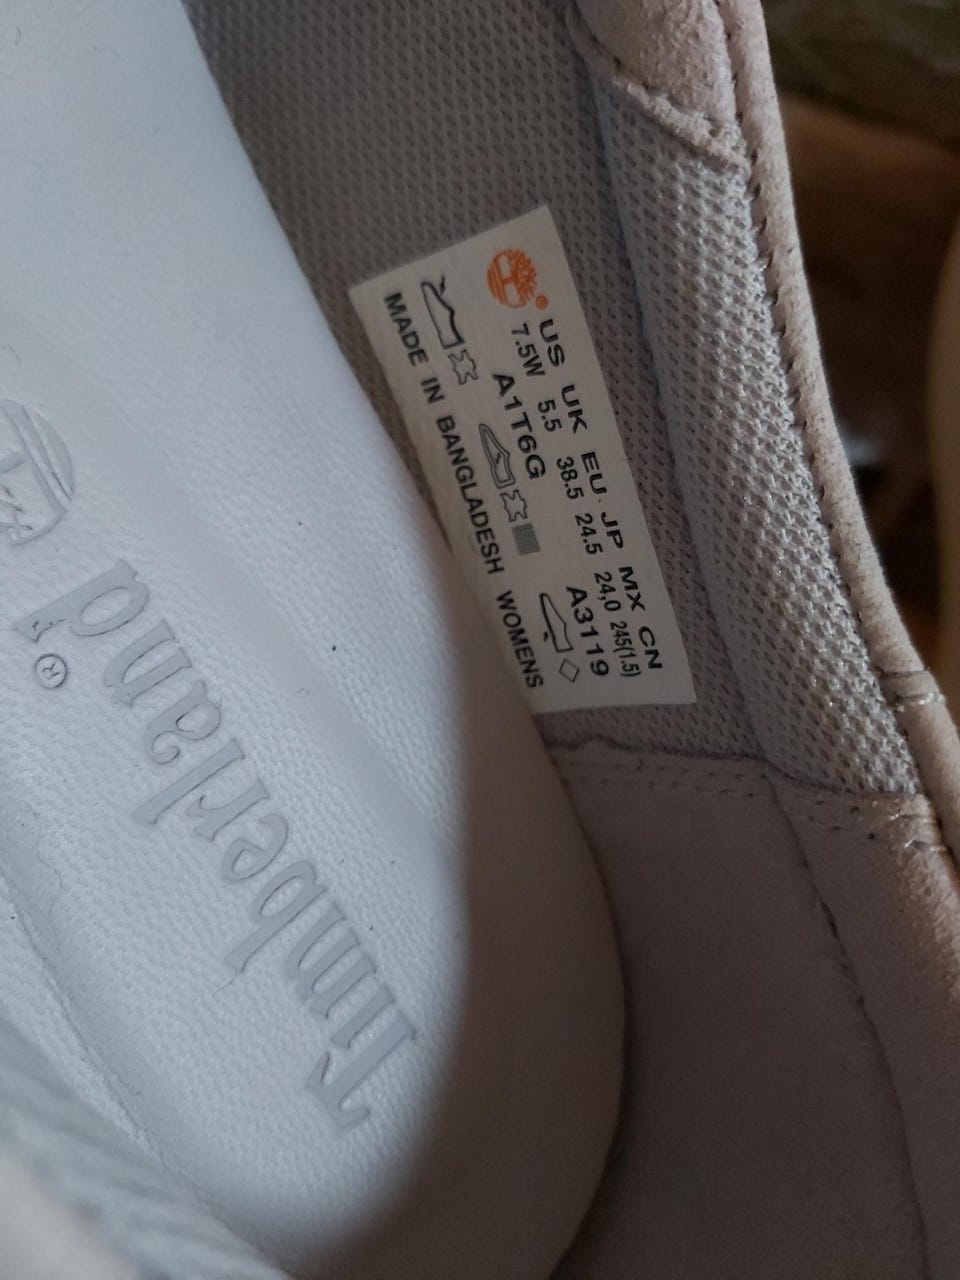 US UK EU JP MX CN
7.5W 5.5 38.5 24.5 24,0 245(1.5)
A1T6G A3119
MADE IN BANGLADESH WOMENS
Timberland ®